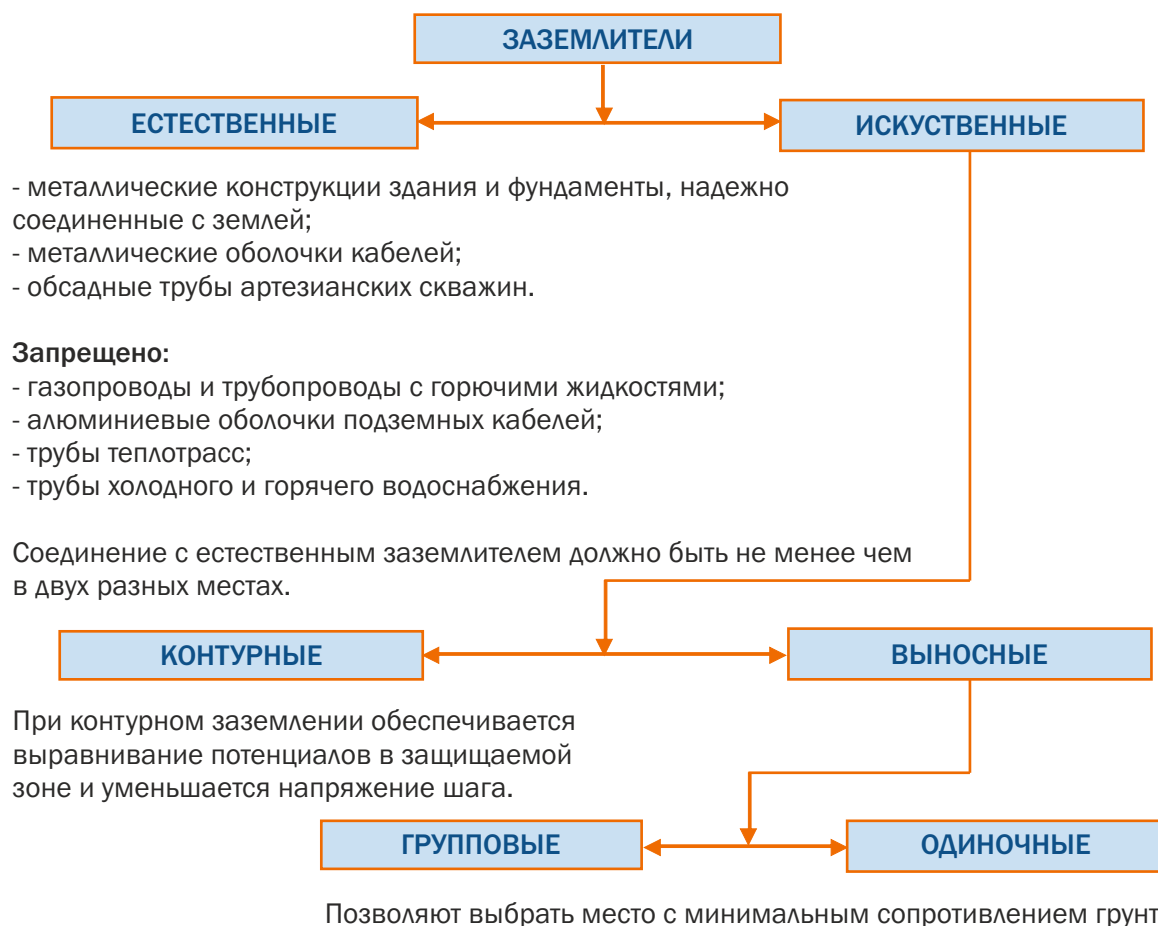 ЗАЗЕМЛИТЕЛИ
ЕСТЕСТВЕННЫЕ
ИСКУСТВЕННЫЕ
- металлические конструкции здания и фундаменты, надежно
соединенные с землей;
- металлические оболочки кабелей;
- обсадные трубы артезианских скважин.
Запрещено:
- газопроводы и трубопроводы с горючими жидкостями;
- алюминиевые оболочки подземных кабелей;
- трубы теплотрасс;
- трубы холодного и горячего водоснабжения.
Соединение с естественным заземлителем должно быть не менее чем
в двух разных местах.
КОНТУРНЫЕ
ВЫНОСНЫЕ
При контурном заземлении обеспечивается
выравнивание потенциалов в защищаемой
зоне и уменьшается напряжение шага.
ГРУППОВЫЕ
ОДИНОЧНЫЕ
Позволяют выбрать место с минимальным сопротивлением грунт